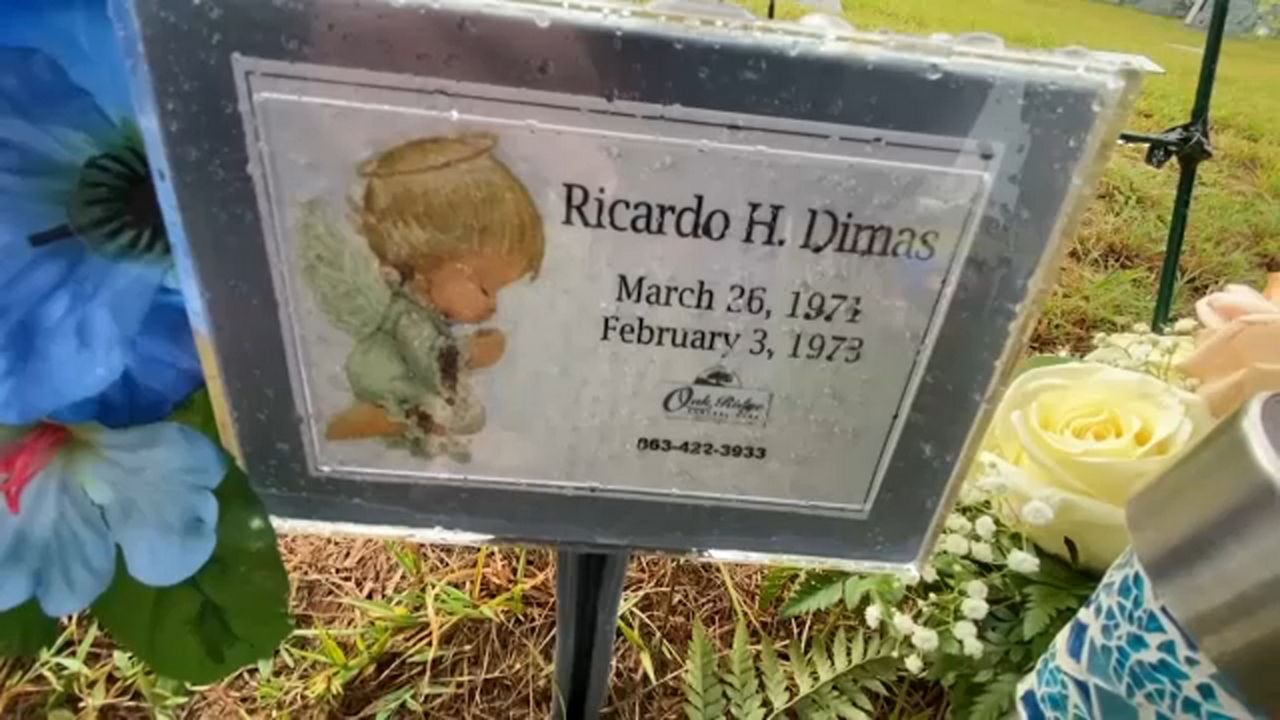 Ricardo H. Dimas
March 26, 1971
February 3, 1973
Oak Ridge
863-422-3933